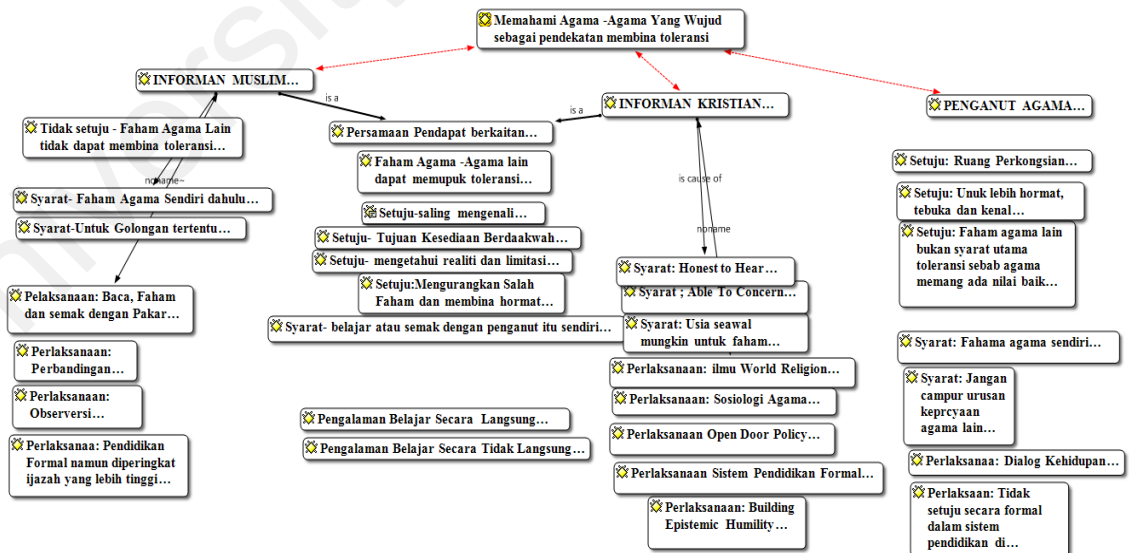 Memahami Agama -Agama Yang Wujud
sebagai pendekatan membina toleransi
INFORMAN MUSLIM...
is a
is a
INFORMAN KRISTIAN...
PENGANUT AGAMA...
Tidak setuju - Faham Agama Lain
tidak dapat membina toleransi...
noname~
Syarat- Faham Agama Sendiri dahulu...
Syarat-Untuk Golongan tertentu...
Pelaksanaan: Baca, Faham
dan semak dengan Pakar...
Perlaksanaan:
Perbandingan...
Perlaksanaan:
Observersi...
Perlaksanaa: Pendidikan
Formal namun diperingkat
ijazah yang lebih tinggi...
Persamaan Pendapat berkaitan...
Faham Agama -Agama lain
dapat memupuk toleransi...
Setuju-saling mengenali...
Setuju- Tujuan Kesediaan Berdaakwah...
Setuju- mengetahui realiti dan limitasi...
Setuju:Mengurangkan Salah
Faham dan membina hormat...
Syarat- belajar atau semak dengan penganut itu sendiri...
Pengalaman Belajar Secara Langsung...
Pengalaman Belajar Secara Tidak Langsung...
is cause of
noname
Syarat: Honest to Hear...
Syarat ; Able To Concern...
Syarat: Usia seawal
mungkin untuk faham...
Perlaksanaan: ilmu World Religion...
Perlaksanaan: Sosiologi Agama...
Perlaksanaan Open Door Policy...
Perlaksanaan Sistem Pendidikan Formal...
Perlaksanaan: Building
Epistemic Humility...
Setuju: Ruang Perkongsian...
Setuju: Unuk lebih hormat,
tebuka dan kenal...
Setuju: Faham agama lain
bukan syarat utama
toleransi sebab agama
memang ada nilai baik...
Syarat: Fahama agama sendiri...
Syarat: Jangan
campur urusan
keprcyaan
agama lain...
Perlaksanaa: Dialog Kehidupan...
Perlaksaan: Tidak
setuju secara formal
dalam sistem
pendidikan di...